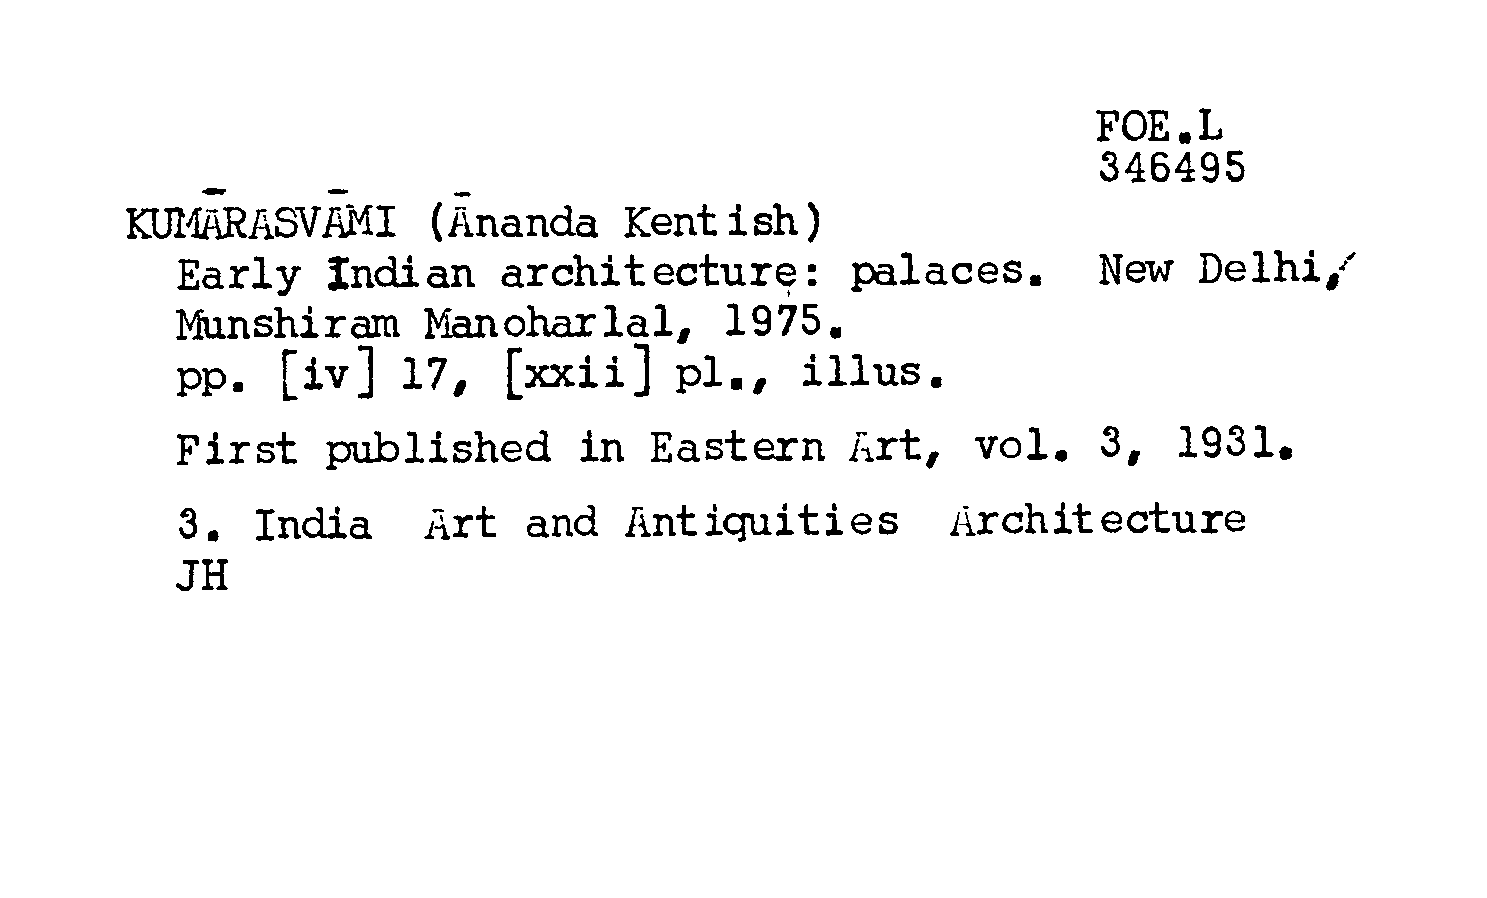 FOE.L
346495
KUMĀRASVĀMI (Ānanda Kentish)
Early Indian architecture: palaces. New Delhi,
Munshiram Manoharlal, 1975.
pp. [iv] 17, [xxii] pl., illus.
First published in Eastern Art, vol. 3, 1931.
3. India Art and Antiquities Architecture
JH